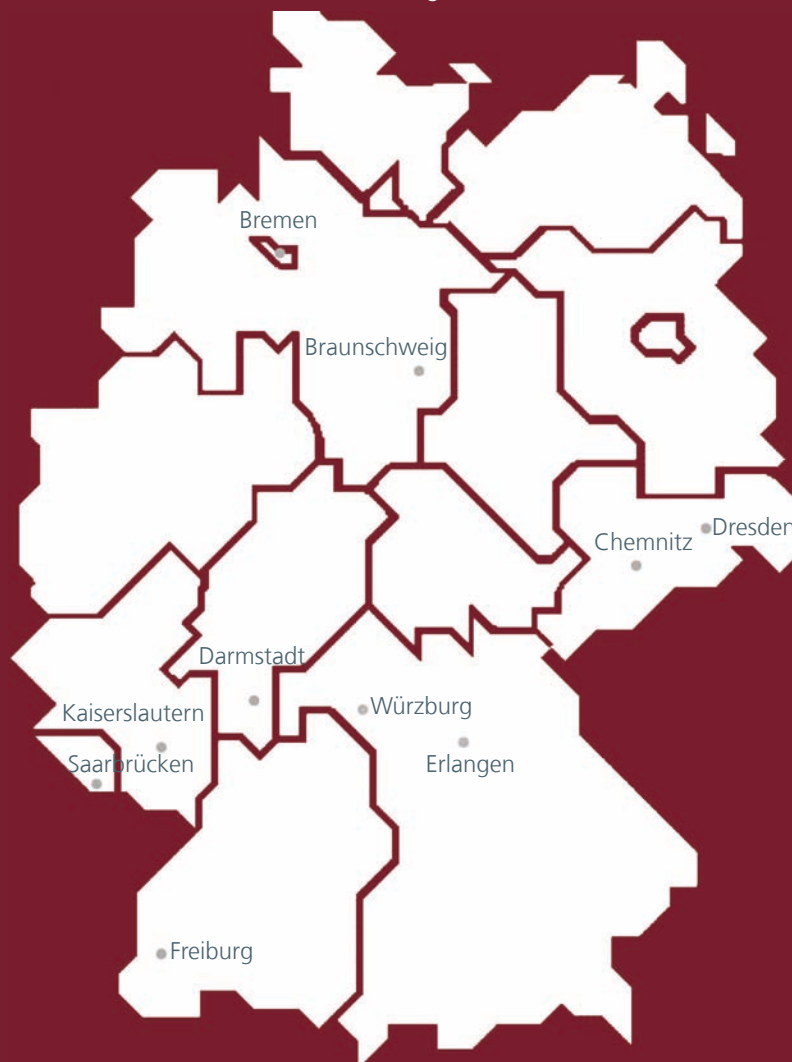 Bremen
Braunschweig
Dresden
Chemnitz
Darmstadt
Kaiserslautern
Würzburg
Saarbrücken
Erlangen
Freiburg